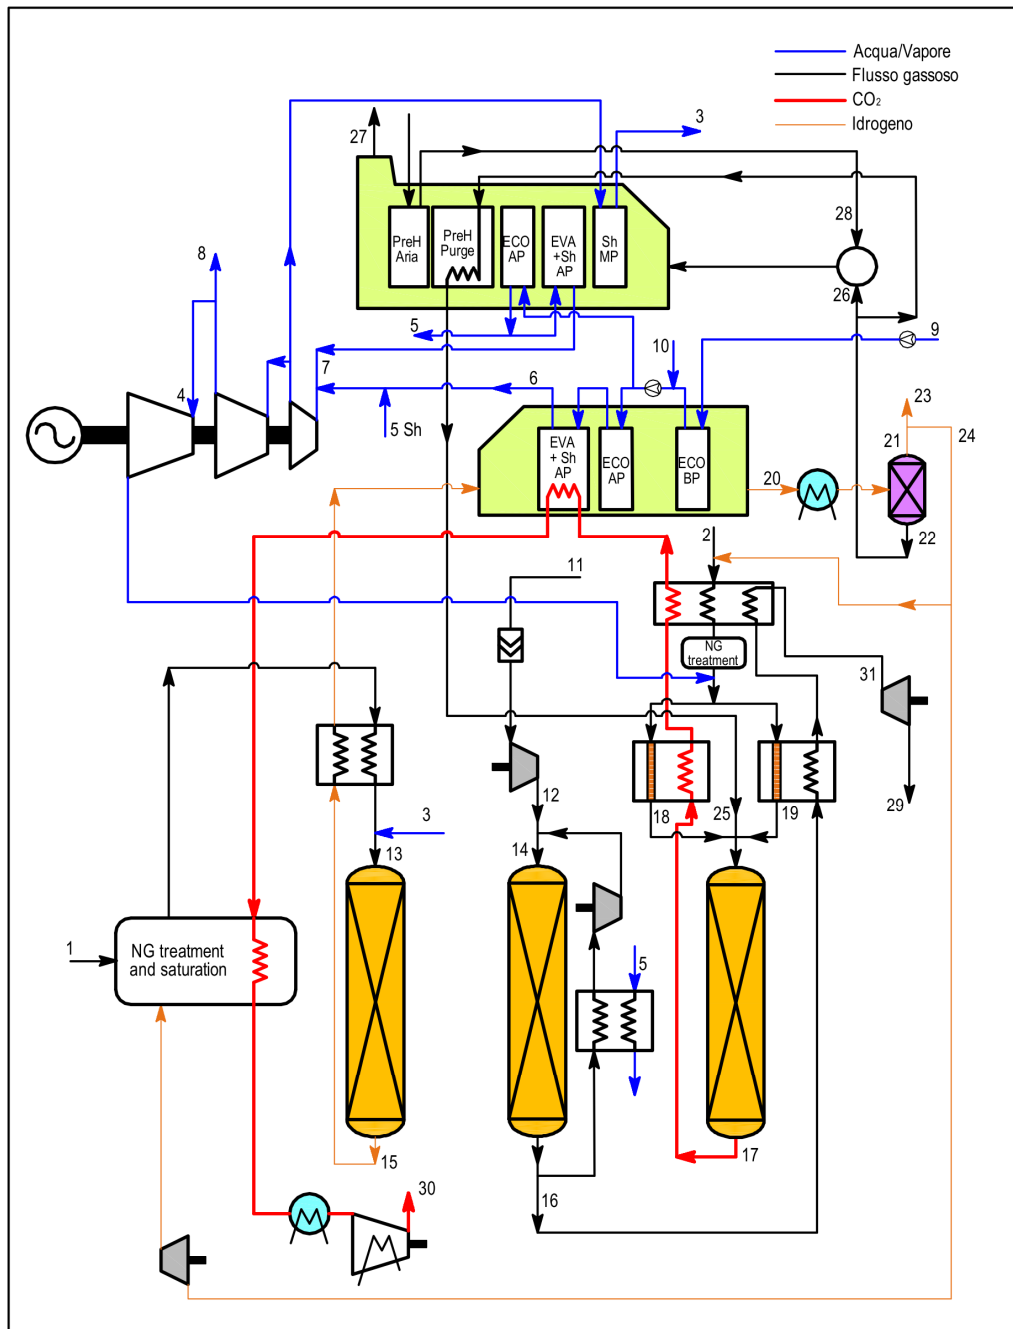 Acqua/Vapore
Flusso gassoso
CO₂
Idrogeno
27
3
28
8
PreH
Aria
PreH
Purge
ECO
AP
EVA
+Sh
AP
Sh
MP
26
5
10
9
7
6
4
5 Sh
23
24
21
EVA
+ Sh
AP
ECO
AP
ECO
BP
20
22
2
11
NG
treatment
31
12
18
25
19
29
3
13
14
1
NG treatment
and saturation
5
15
17
16
30